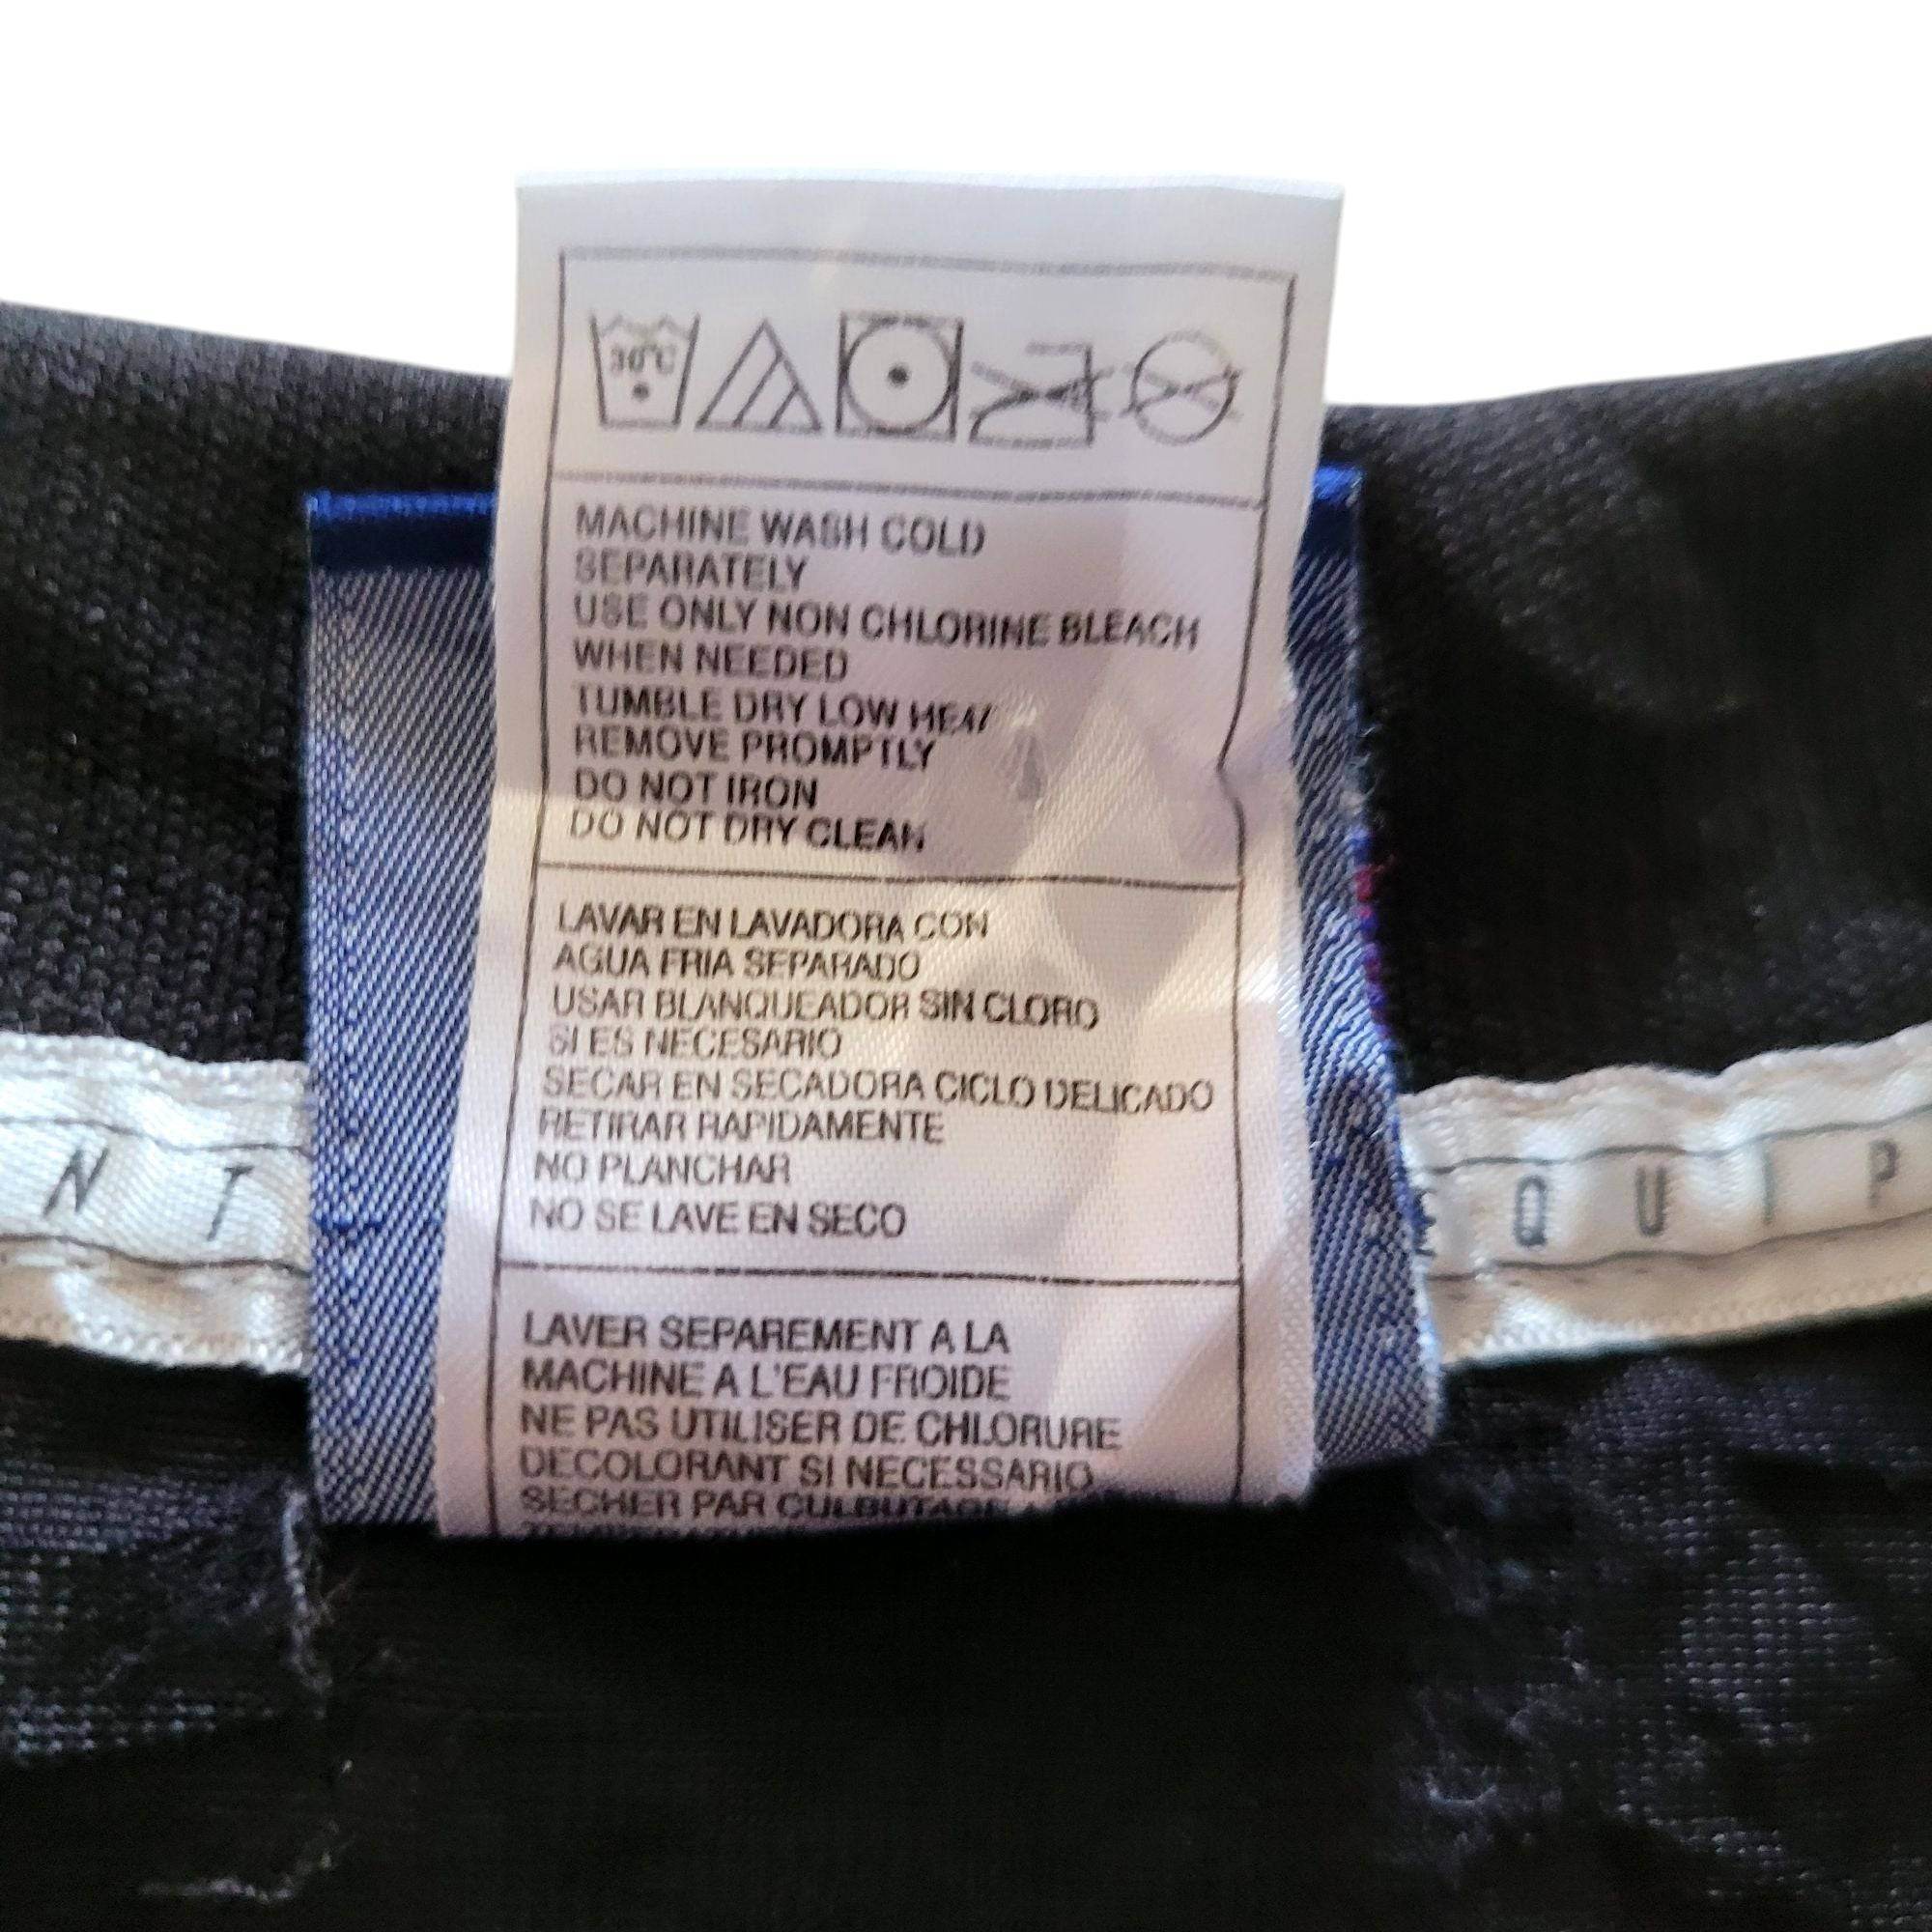 30°C
MACHINE WASH COLD
SEPARATELY
USE ONLY NON CHLORINE BLEACH
WHEN NEEDED
TUMBLE DRY LOW HEAT
REMOVE PROMPTLY
DO NOT IRON
DO NOT DRY CLEAN
LAVAR EN LAVADORA CON
AGUA FRIA SEPARADO
USAR BLANQUEADOR SIN CLORO
SI ES NECESARIO
SECAR EN SECADORA CICLO DELICADO
RETIRAR RAPIDAMENTE
NO PLANCHAR
NO SE LAVE EN SECO
N T
QUIP
LAVER SEPAREMENT A LA
MACHINE A L'EAU FROIDE
NE PAS UTILISER DE CHLORURE
DECOLORANT SI NECESSARIO
SECHER PAR CULBUTAGE